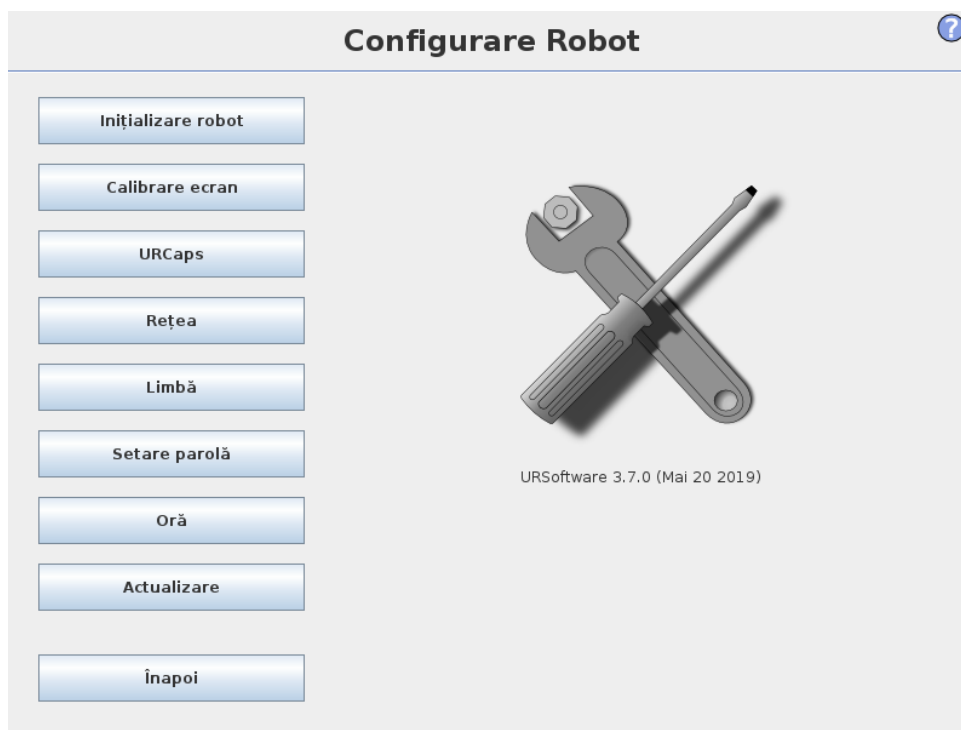 Configurare Robot
?
Inițializare robot
Calibrare ecran
URCaps
Rețea
Limbă
Setare parolă
Oră
Actualizare
Înapoi
URSoftware 3.7.0 (Mai 20 2019)